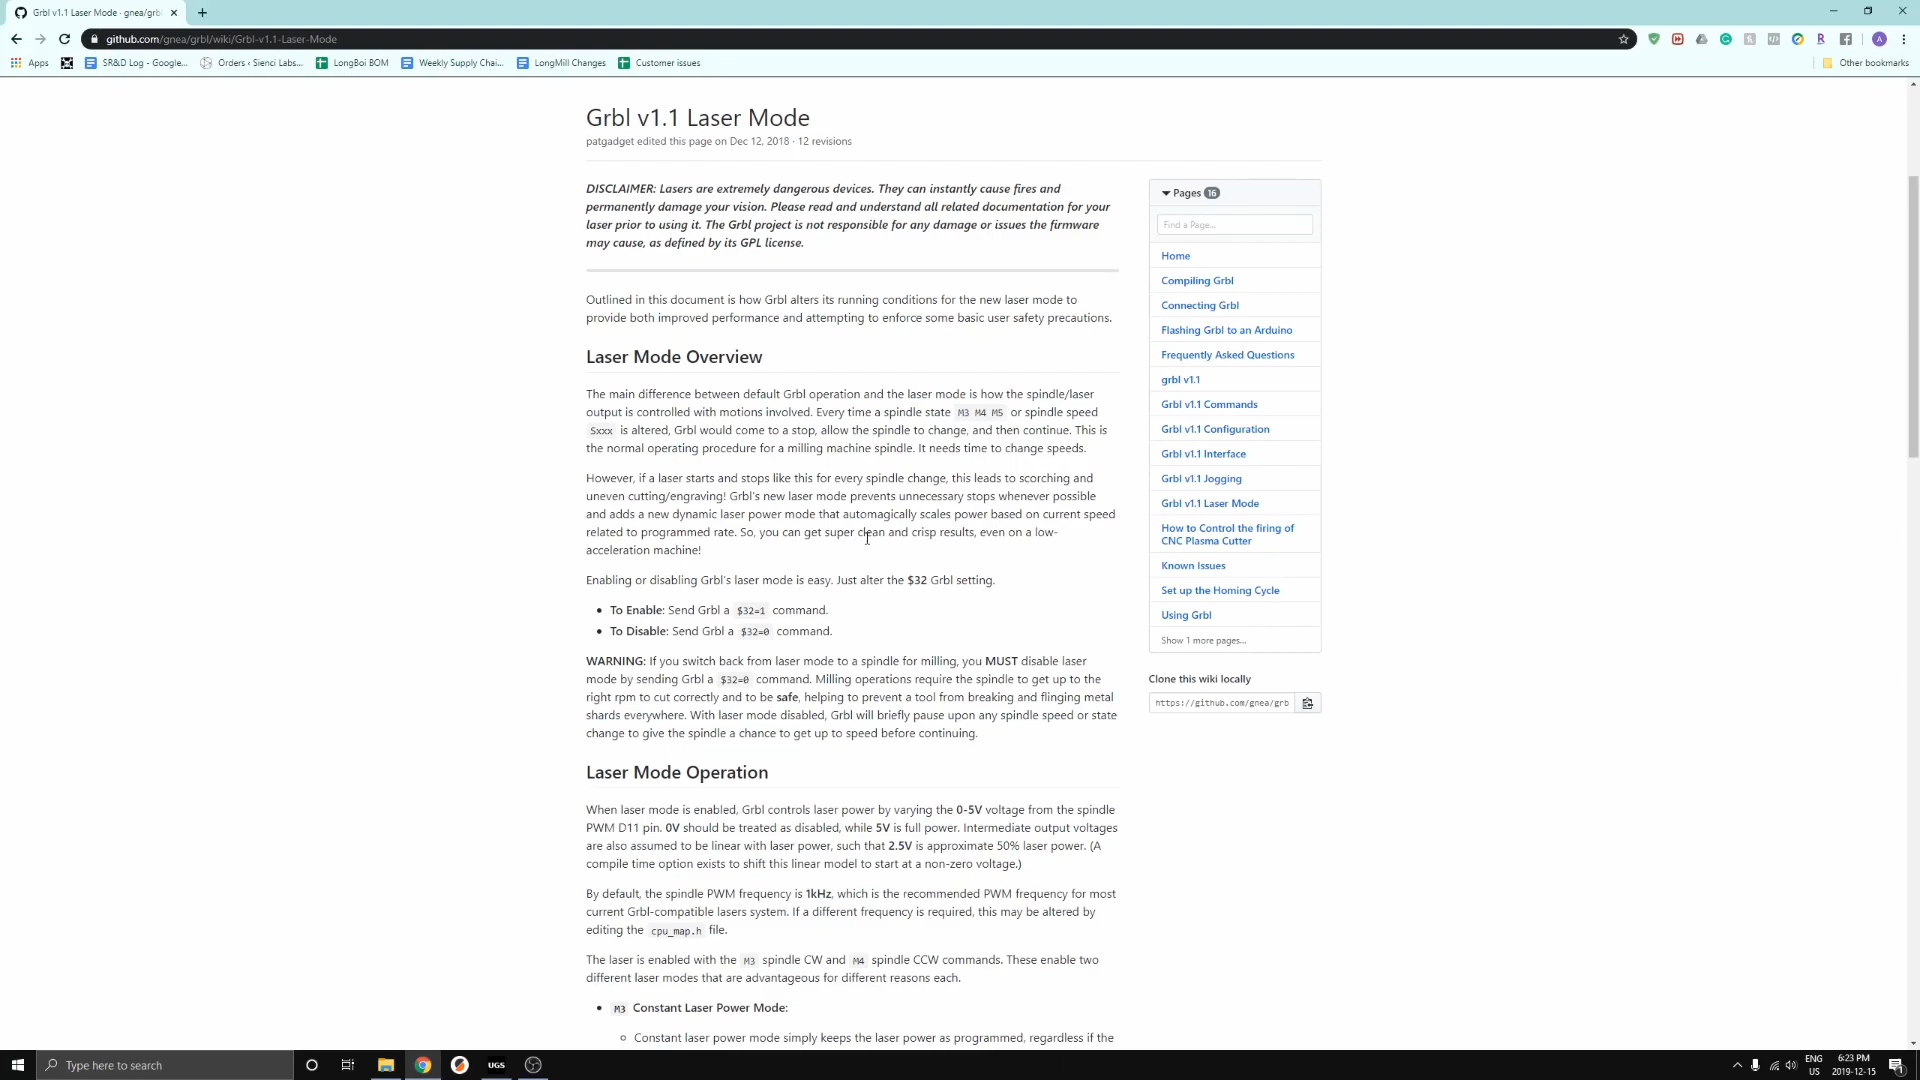 Grbl v1.1 Laser Mode · gnea/grb
github.com/gnea/grbl/wiki/Grbl-v1.1-Laser-Mode
Apps
SR&D Log - Google...
Orders ‹ Sienci Labs...
LongBoi BOM
Weekly Supply Chai...
LongMill Changes
Customer issues
Other bookmarks
Grbl v1.1 Laser Mode
patgadget edited this page on Dec 12, 2018 · 12 revisions
DISCLAIMER: Lasers are extremely dangerous devices. They can instantly cause fires and
permanently damage your vision. Please read and understand all related documentation for your
laser prior to using it. The Grbl project is not responsible for any damage or issues the firmware
may cause, as defined by its GPL license.
Outlined in this document is how Grbl alters its running conditions for the new laser mode to
provide both improved performance and attempting to enforce some basic user safety precautions.
Laser Mode Overview
The main difference between default Grbl operation and the laser mode is how the spindle/laser
output is controlled with motions involved. Every time a spindle state M3 M4 M5 or spindle speed
Sxxx is altered, Grbl would come to a stop, allow the spindle to change, and then continue. This is
the normal operating procedure for a milling machine spindle. It needs time to change speeds.
However, if a laser starts and stops like this for every spindle change, this leads to scorching and
uneven cutting/engraving! Grbl's new laser mode prevents unnecessary stops whenever possible
and adds a new dynamic laser power mode that automagically scales power based on current speed
related to programmed rate. So, you can get super clean and crisp results, even on a low-
acceleration machine!
Enabling or disabling Grbl's laser mode is easy. Just alter the $32 Grbl setting.
• To Enable: Send Grbl a $32=1 command.
• To Disable: Send Grbl a $32=0 command.
WARNING: If you switch back from laser mode to a spindle for milling, you MUST disable laser
mode by sending Grbl a $32=0 command. Milling operations require the spindle to get up to the
right rpm to cut correctly and to be safe, helping to prevent a tool from breaking and flinging metal
shards everywhere. With laser mode disabled, Grbl will briefly pause upon any spindle speed or state
change to give the spindle a chance to get up to speed before continuing.
Laser Mode Operation
When laser mode is enabled, Grbl controls laser power by varying the 0-5V voltage from the spindle
PWM D11 pin. 0V should be treated as disabled, while 5V is full power. Intermediate output voltages
are also assumed to be linear with laser power, such that 2.5V is approximate 50% laser power. (A
compile time option exists to shift this linear model to start at a non-zero voltage.)
By default, the spindle PWM frequency is 1kHz, which is the recommended PWM frequency for most
current Grbl-compatible lasers system. If a different frequency is required, this may be altered by
editing the cpu_map.h file.
The laser is enabled with the M3 spindle CW and M4 spindle CCW commands. These enable two
different laser modes that are advantageous for different reasons each.
• M3 Constant Laser Power Mode:
Constant laser power mode simply keeps the laser power as programmed, regardless if the
Pages 16
Find a Page...
Home
Compiling Grbl
Connecting Grbl
Flashing Grbl to an Arduino
Frequently Asked Questions
grbl v1.1
Grbl v1.1 Commands
Grbl v1.1 Configuration
Grbl v1.1 Interface
Grbl v1.1 Jogging
Grbl v1.1 Laser Mode
How to Control the firing of
CNC Plasma Cutter
Known Issues
Set up the Homing Cycle
Using Grbl
Show 1 more pages...
Clone this wiki locally
https://github.com/gnea/grb
Type here to search
UGS
ENG
US
6:23 PM
2019-12-15